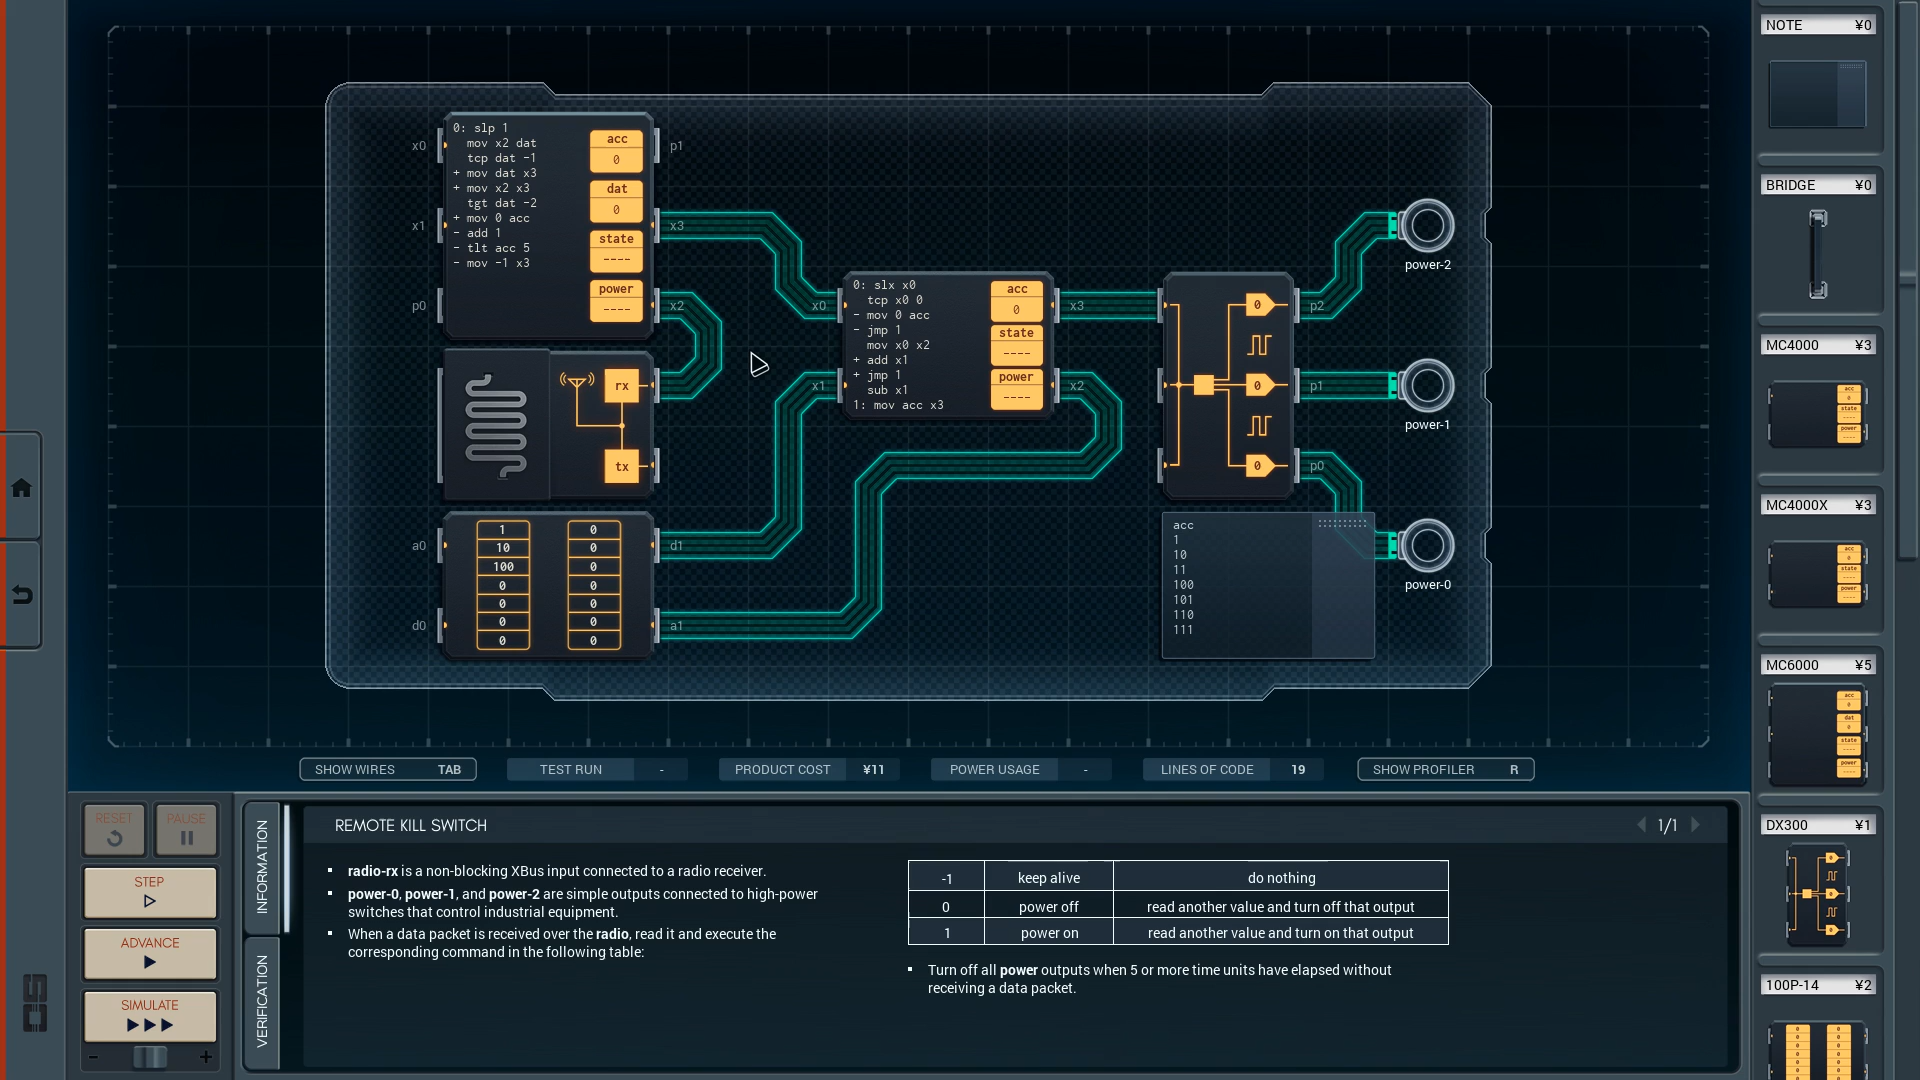 x0
p1
0: slp 1
mov x2 dat
tcp dat -1
+ mov dat x3
+ mov x2 x3
tgt dat -2
+ mov 0 acc
- add 1
- tlt acc 5
- mov -1 x3
acc
0
dat
0
state
----
power
----
x1
x3
p0
x2
rx
tx
a0
d1
d0
a1
1
10
100
0
0
0
0
0
0
0
0
0
0
0
x0
x1
0: slx x0
tcp x0 0
- mov 0 acc
- jmp 1
mov x0 x2
+ add x1
+ jmp 1
sub x1
1: mov acc x3
acc
0
state
----
power
----
x3
x2
0
0
0
p2
p1
p0
power-2
power-1
power-0
acc
1
10
11
100
101
110
111
SHOW WIRES TAB
TEST RUN -
PRODUCT COST ¥11
POWER USAGE -
LINES OF CODE 19
SHOW PROFILER R
RESET
PAUSE
STEP
ADVANCE
SIMULATE
- +
INFORMATION
VERIFICATION
REMOTE KILL SWITCH
1/1
radio-rx is a non-blocking XBus input connected to a radio receiver.
power-0, power-1, and power-2 are simple outputs connected to high-power
switches that control industrial equipment.
When a data packet is received over the radio, read it and execute the
corresponding command in the following table:
-1 keep alive do nothing
0 power off read another value and turn off that output
1 power on read another value and turn on that output
Turn off all power outputs when 5 or more time units have elapsed without
receiving a data packet.
NOTE ¥0
BRIDGE ¥0
MC4000 ¥3
MC4000X ¥3
MC6000 ¥5
DX300 ¥1
100P-14 ¥2